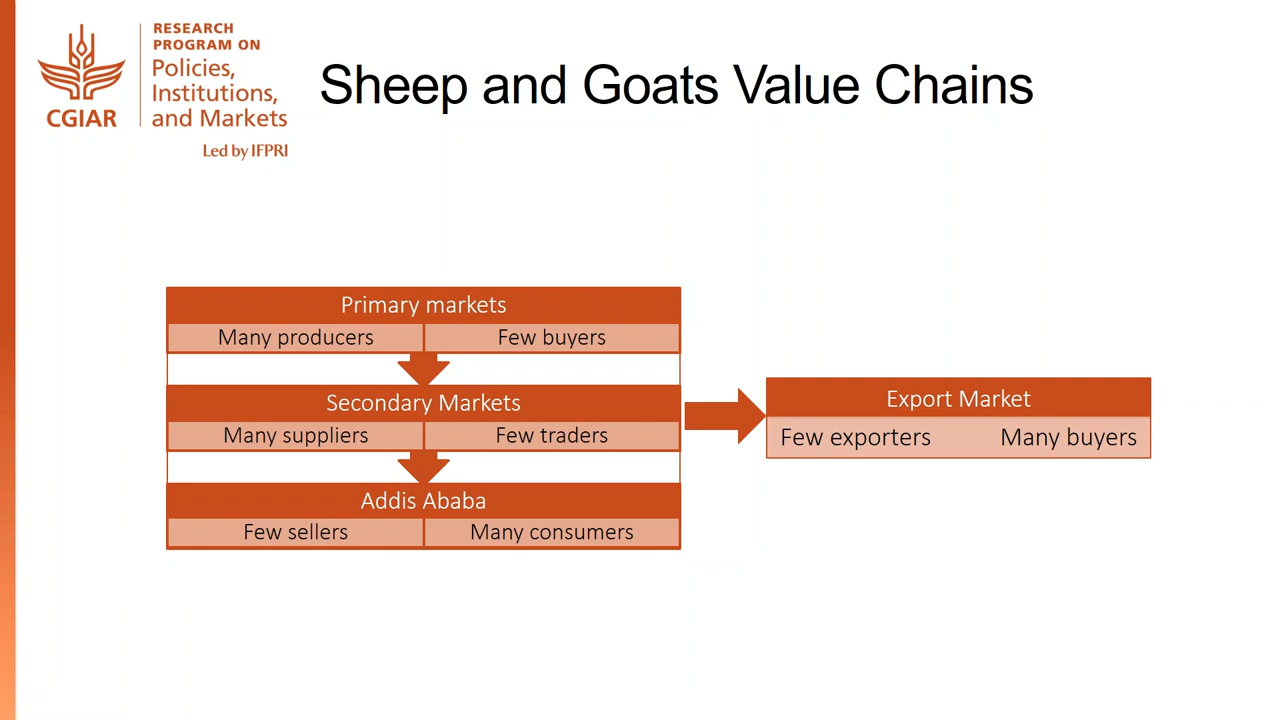 RESEARCH
PROGRAM ON
Policies,
Institutions,
and Markets
CGIAR
Led by IFPRI
Sheep and Goats Value Chains
Primary markets
Many producers
Few buyers
Secondary Markets
Many suppliers
Few traders
Addis Ababa
Few sellers
Many consumers
Export Market
Few exporters
Many buyers